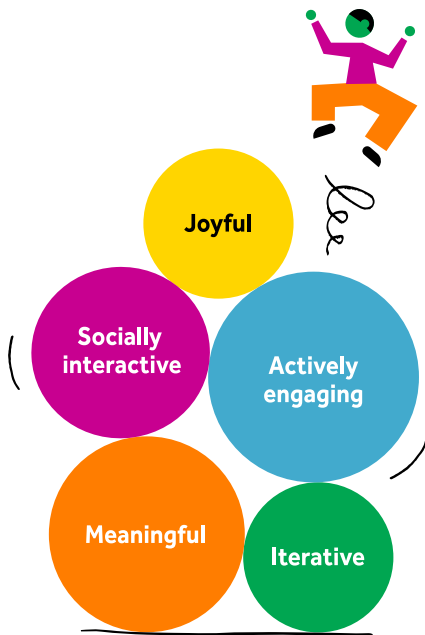 Joyful
Socially
interactive
Actively
engaging
Meaningful
Iterative